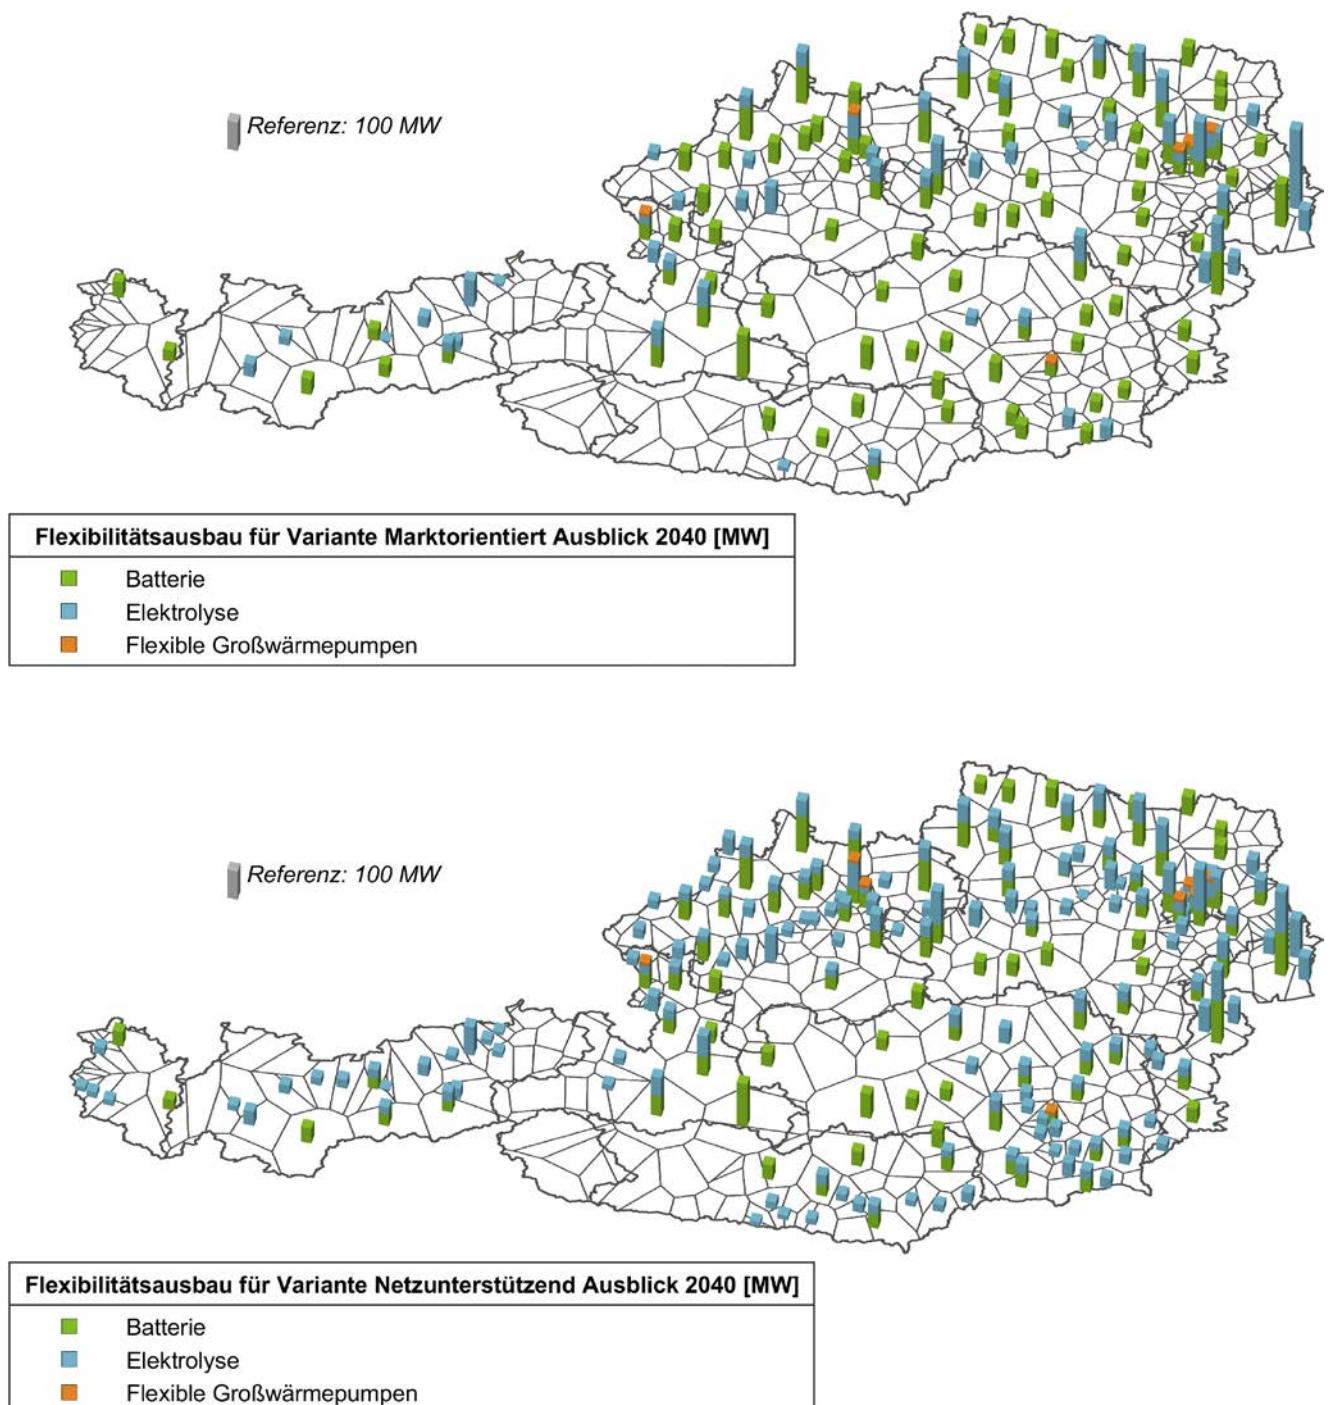 Referenz: 100 MW
Flexibilitätsausbau für Variante Marktorientiert Ausblick 2040 [MW]
Batterie
Elektrolyse
Flexible Großwärmepumpen
Referenz: 100 MW
Flexibilitätsausbau für Variante Netzunterstützend Ausblick 2040 [MW]
Batterie
Elektrolyse
Flexible Großwärmepumpen